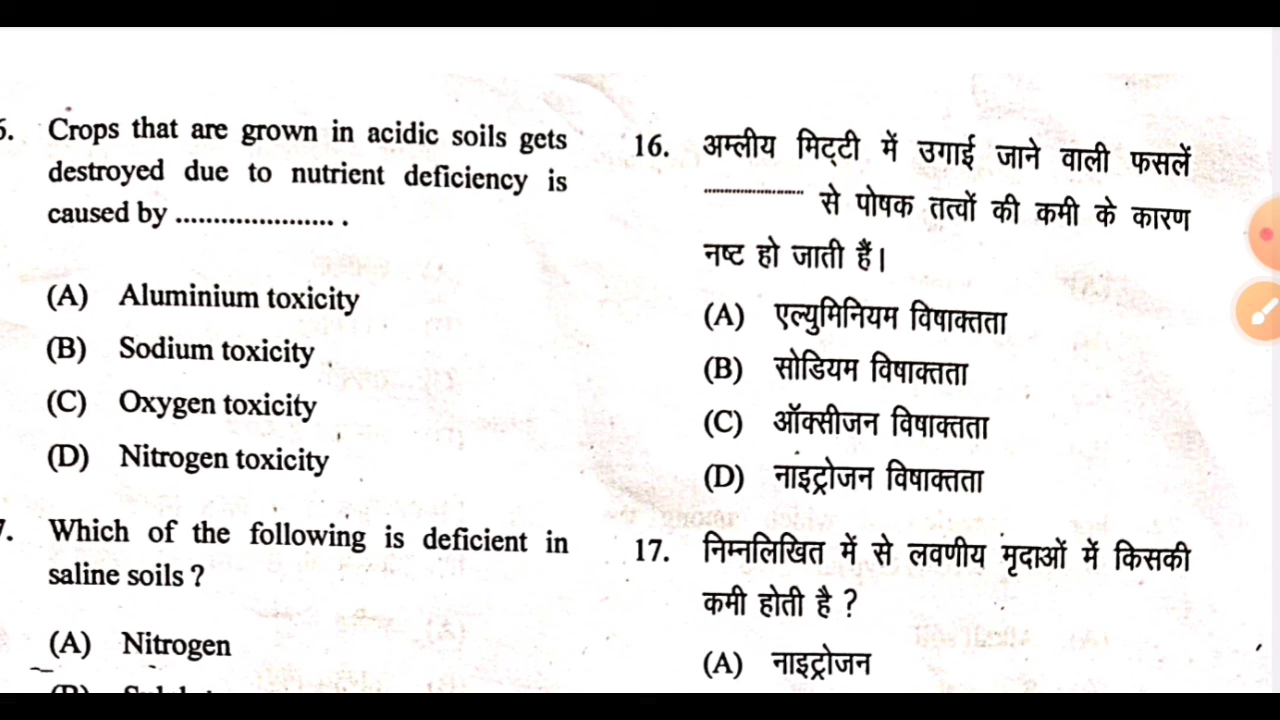 6. Crops that are grown in acidic soils gets
destroyed due to nutrient deficiency is
caused by ..................... .
(A) Aluminium toxicity
(B) Sodium toxicity
(C) Oxygen toxicity
(D) Nitrogen toxicity
7. Which of the following is deficient in
saline soils ?
(A) Nitrogen
16. अम्लीय मिट्टी में उगाई जाने वाली फसलें
........................... से पोषक तत्वों की कमी के कारण
नष्ट हो जाती हैं।
(A) एल्युमिनियम विषाक्तता
(B) सोडियम विषाक्तता
(C) ऑक्सीजन विषाक्तता
(D) नाइट्रोजन विषाक्तता
17. निम्नलिखित में से लवणीय मृदाओं में किसकी
कमी होती है ?
(A) नाइट्रोजन